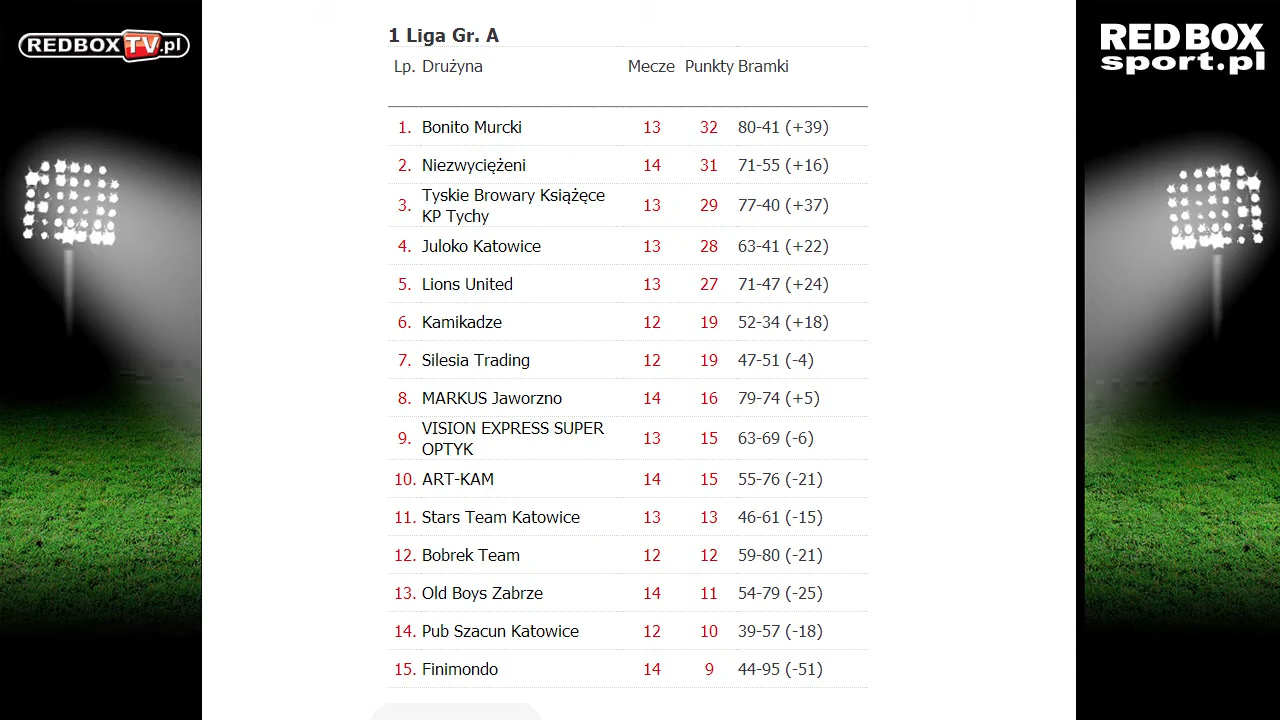 REDBOXTV.pl
RED BOX
sport.pl
1 Liga Gr. A
Lp. Drużyna Mecze Punkty Bramki
1. Bonito Murcki 13 32 80-41 (+39)
2. Niezwyciężeni 14 31 71-55 (+16)
3. Tyskie Browary Książęce
KP Tychy 13 29 77-40 (+37)
4. Juloko Katowice 13 28 63-41 (+22)
5. Lions United 13 27 71-47 (+24)
6. Kamikadze 12 19 52-34 (+18)
7. Silesia Trading 12 19 47-51 (-4)
8. MARKUS Jaworzno 14 16 79-74 (+5)
9. VISION EXPRESS SUPER
OPTYK 13 15 63-69 (-6)
10. ART-KAM 14 15 55-76 (-21)
11. Stars Team Katowice 13 13 46-61 (-15)
12. Bobrek Team 12 12 59-80 (-21)
13. Old Boys Zabrze 14 11 54-79 (-25)
14. Pub Szacun Katowice 12 10 39-57 (-18)
15. Finimondo 14 9 44-95 (-51)